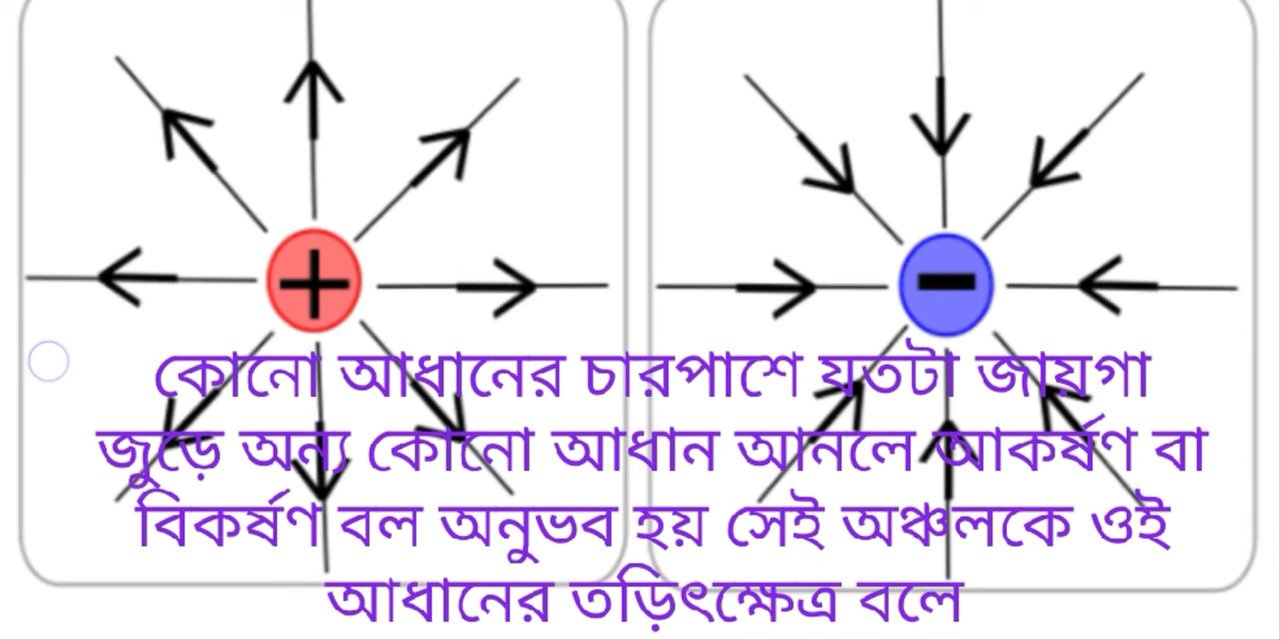 কোনো আধানের চারপাশে যতটা জায়গা
জুড়ে অন্য কোনো আধান আনলে আকর্ষণ বা
বিকর্ষণ বল অনুভব হয় সেই অঞ্চলকে ওই
আধানের তড়িৎক্ষেত্র বলে